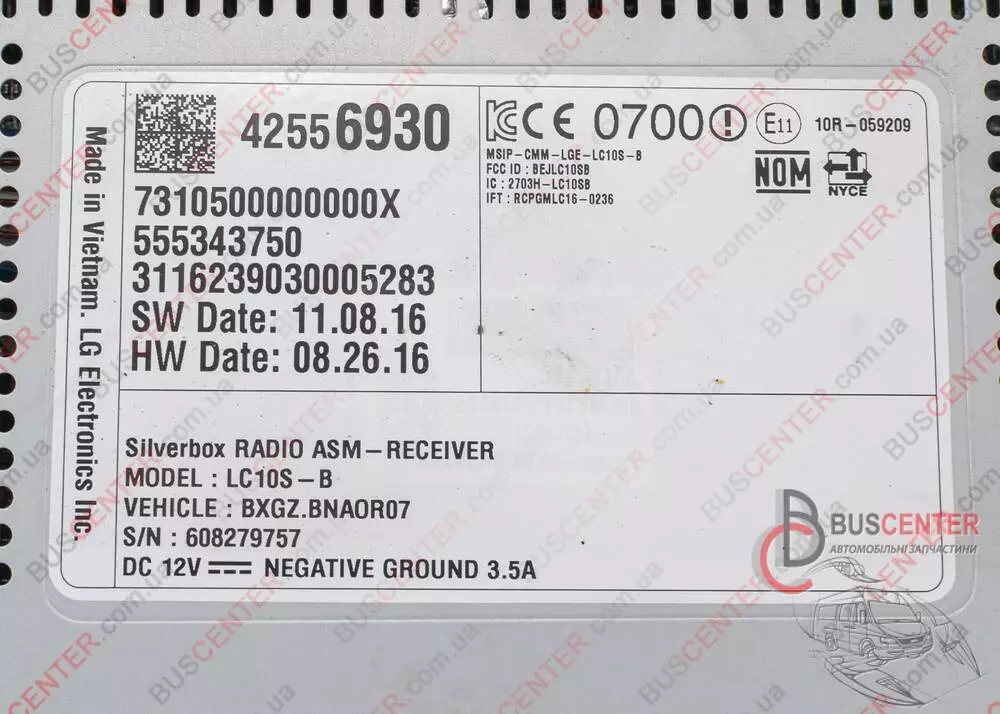 Made in Vietnam. LG Electronics Inc.
42556930
7310500000000X
555343750
3116239030005283
SW Date: 11.08.16
HW Date: 08.26.16
CE 0700
E11
10R-059209
MSIP-CMM-LGE-LC10S-B
FCC ID : BEJLC10SB
IC : 2703H-LC10SB
IFT : RCPGMLC16-0236
NOM
NYCE
Silverbox RADIO ASM-RECEIVER
MODEL : LC10S-B
VEHICLE : BXGZ.BNAOR07
S/N : 608279757
DC 12V NEGATIVE GROUND 3.5A
BUSCENTER
АВТОМОБІЛЬНІ ЗАПЧАСТИНИ
BUSCENTER.com.ua